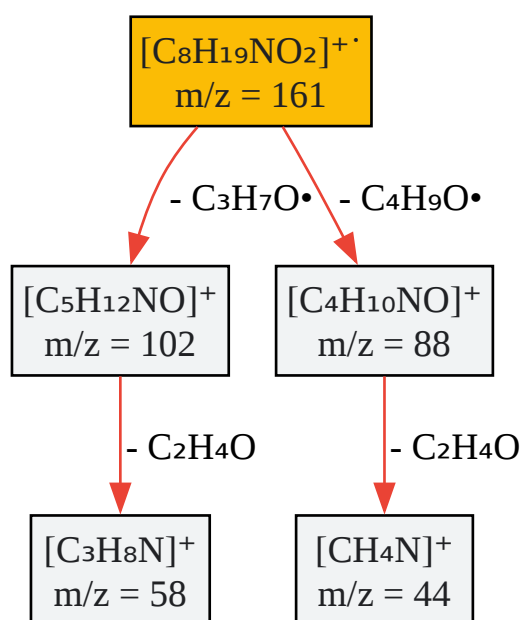 [C₈H₁₉NO₂]⁺˙
m/z = 161
- C₃H₇O• - C₄H₉O•
[C₅H₁₂NO]⁺ [C₄H₁₀NO]⁺
m/z = 102 m/z = 88
- C₂H₄O - C₂H₄O
[C₃H₈N]⁺ [CH₄N]⁺
m/z = 58 m/z = 44